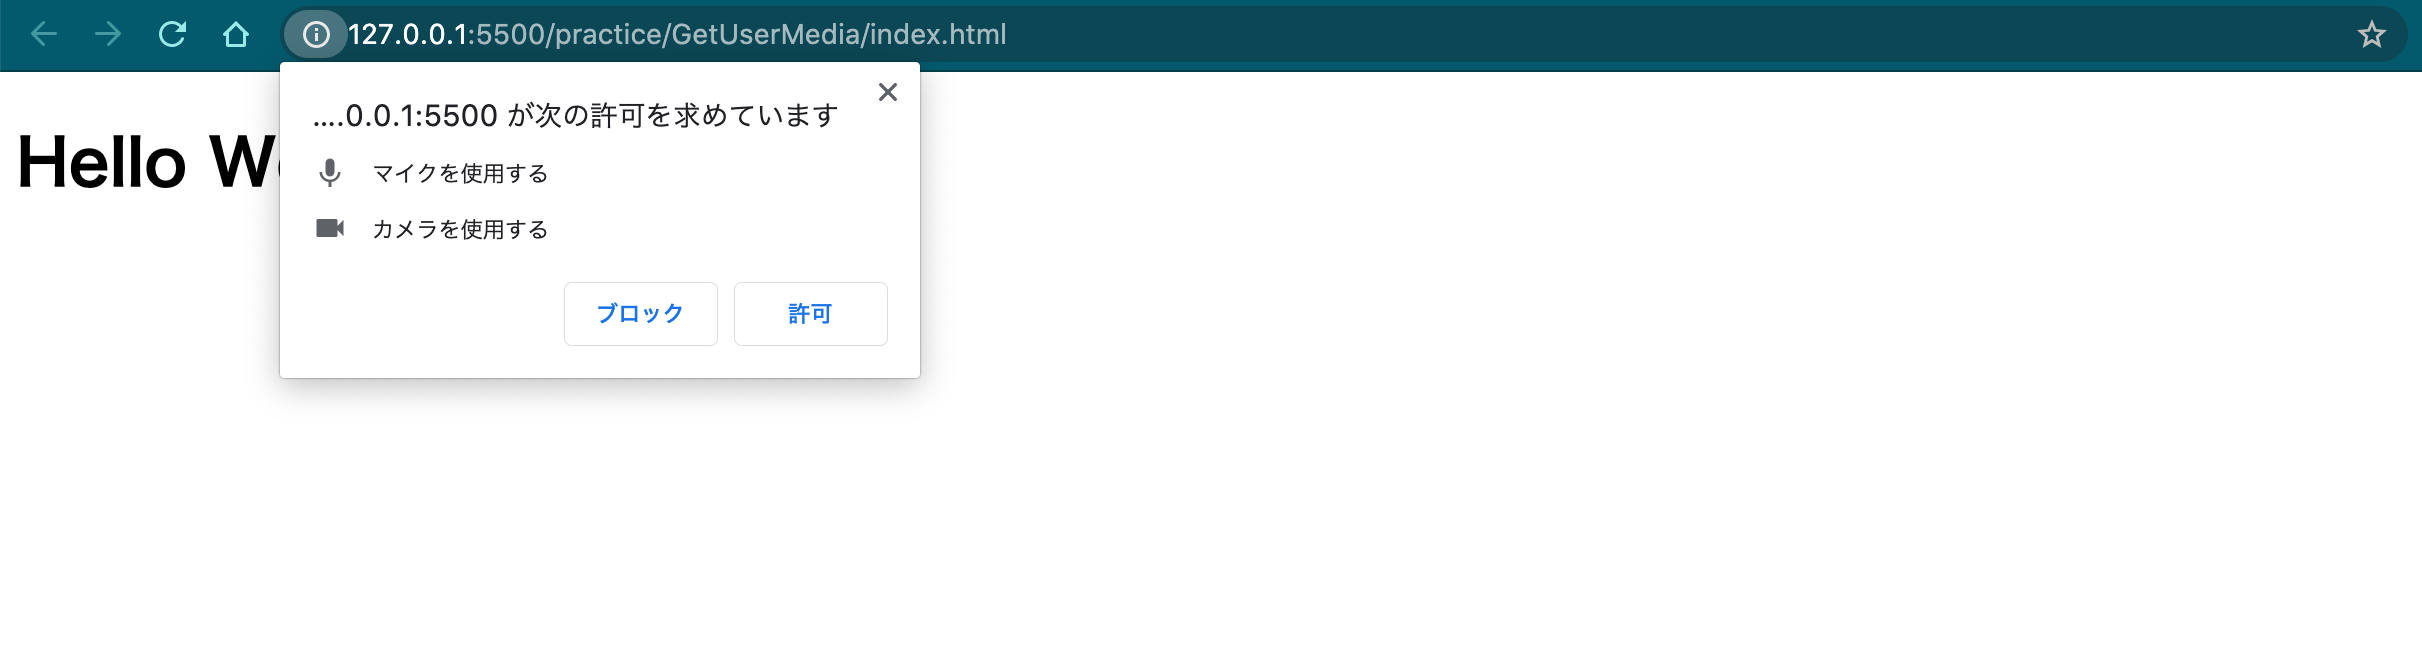 127.0.0.1:5500/practice/GetUserMedia/index.html
....0.0.1:5500 が次の許可を求めています
マイクを使用する
カメラを使用する
ブロック 許可
Hello